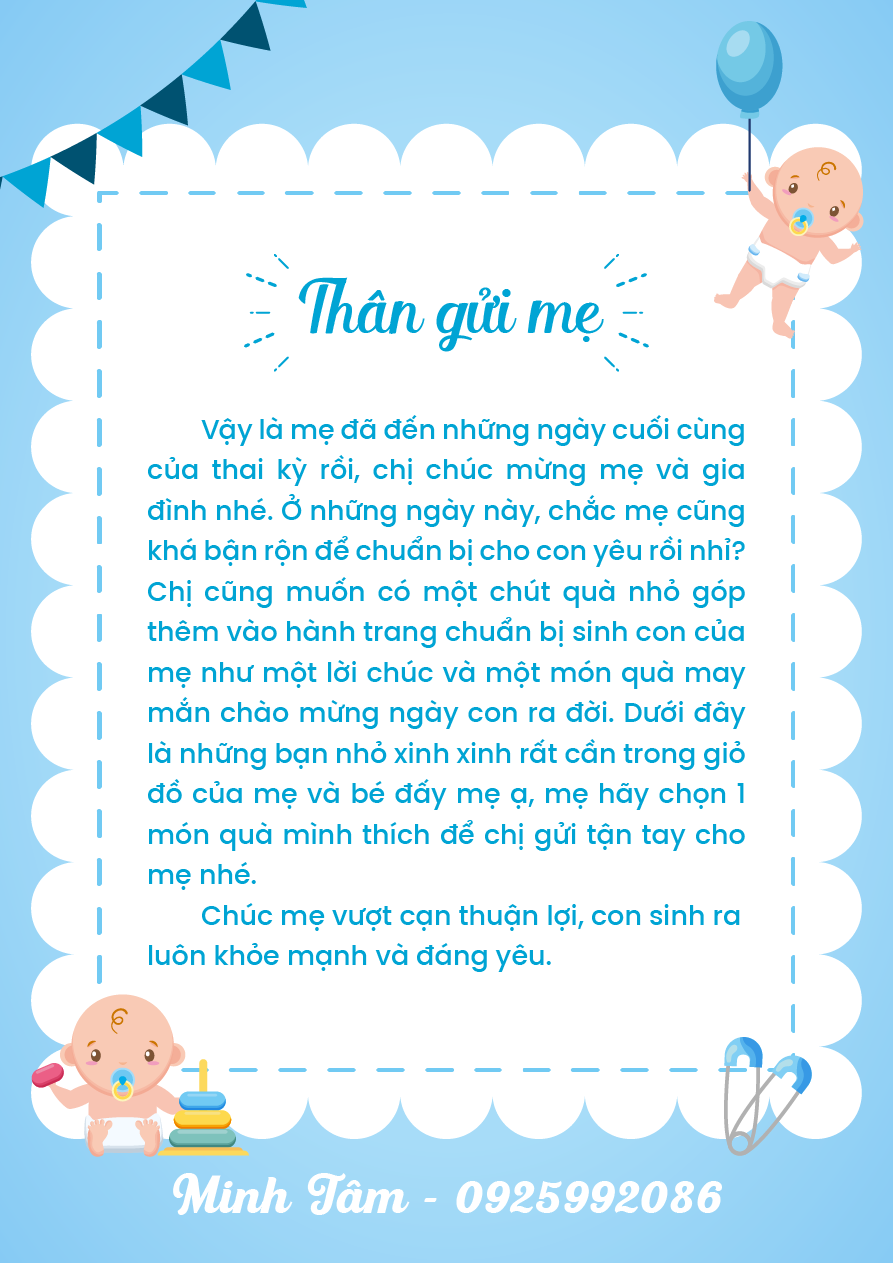 Thân gửi mẹ
Vậy là mẹ đã đến những ngày cuối cùng
của thai kỳ rồi, chị chúc mừng mẹ và gia
đình nhé. Ở những ngày này, chắc mẹ cũng
khá bận rộn để chuẩn bị cho con yêu rồi nhỉ?
Chị cũng muốn có một chút quà nhỏ góp
thêm vào hành trang chuẩn bị sinh con của
mẹ như một lời chúc và một món quà may
mắn chào mừng ngày con ra đời. Dưới đây
là những bạn nhỏ xinh xinh rất cần trong giỏ
đồ của mẹ và bé đấy mẹ ạ, mẹ hãy chọn 1
món quà mình thích để chị gửi tận tay cho
mẹ nhé.
Chúc mẹ vượt cạn thuận lợi, con sinh ra
luôn khỏe mạnh và đáng yêu.
Minh Tâm - 0925992086